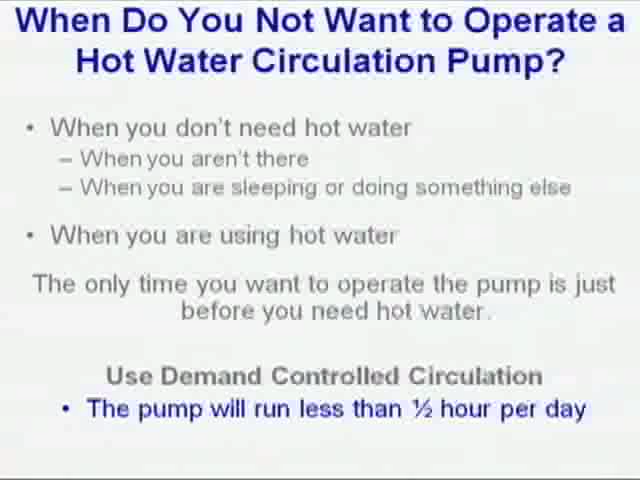 When Do You Not Want to Operate a
Hot Water Circulation Pump?
• When you don't need hot water
– When you aren't there
– When you are sleeping or doing something else
• When you are using hot water
The only time you want to operate the pump is just
before you need hot water.
Use Demand Controlled Circulation
• The pump will run less than ½ hour per day